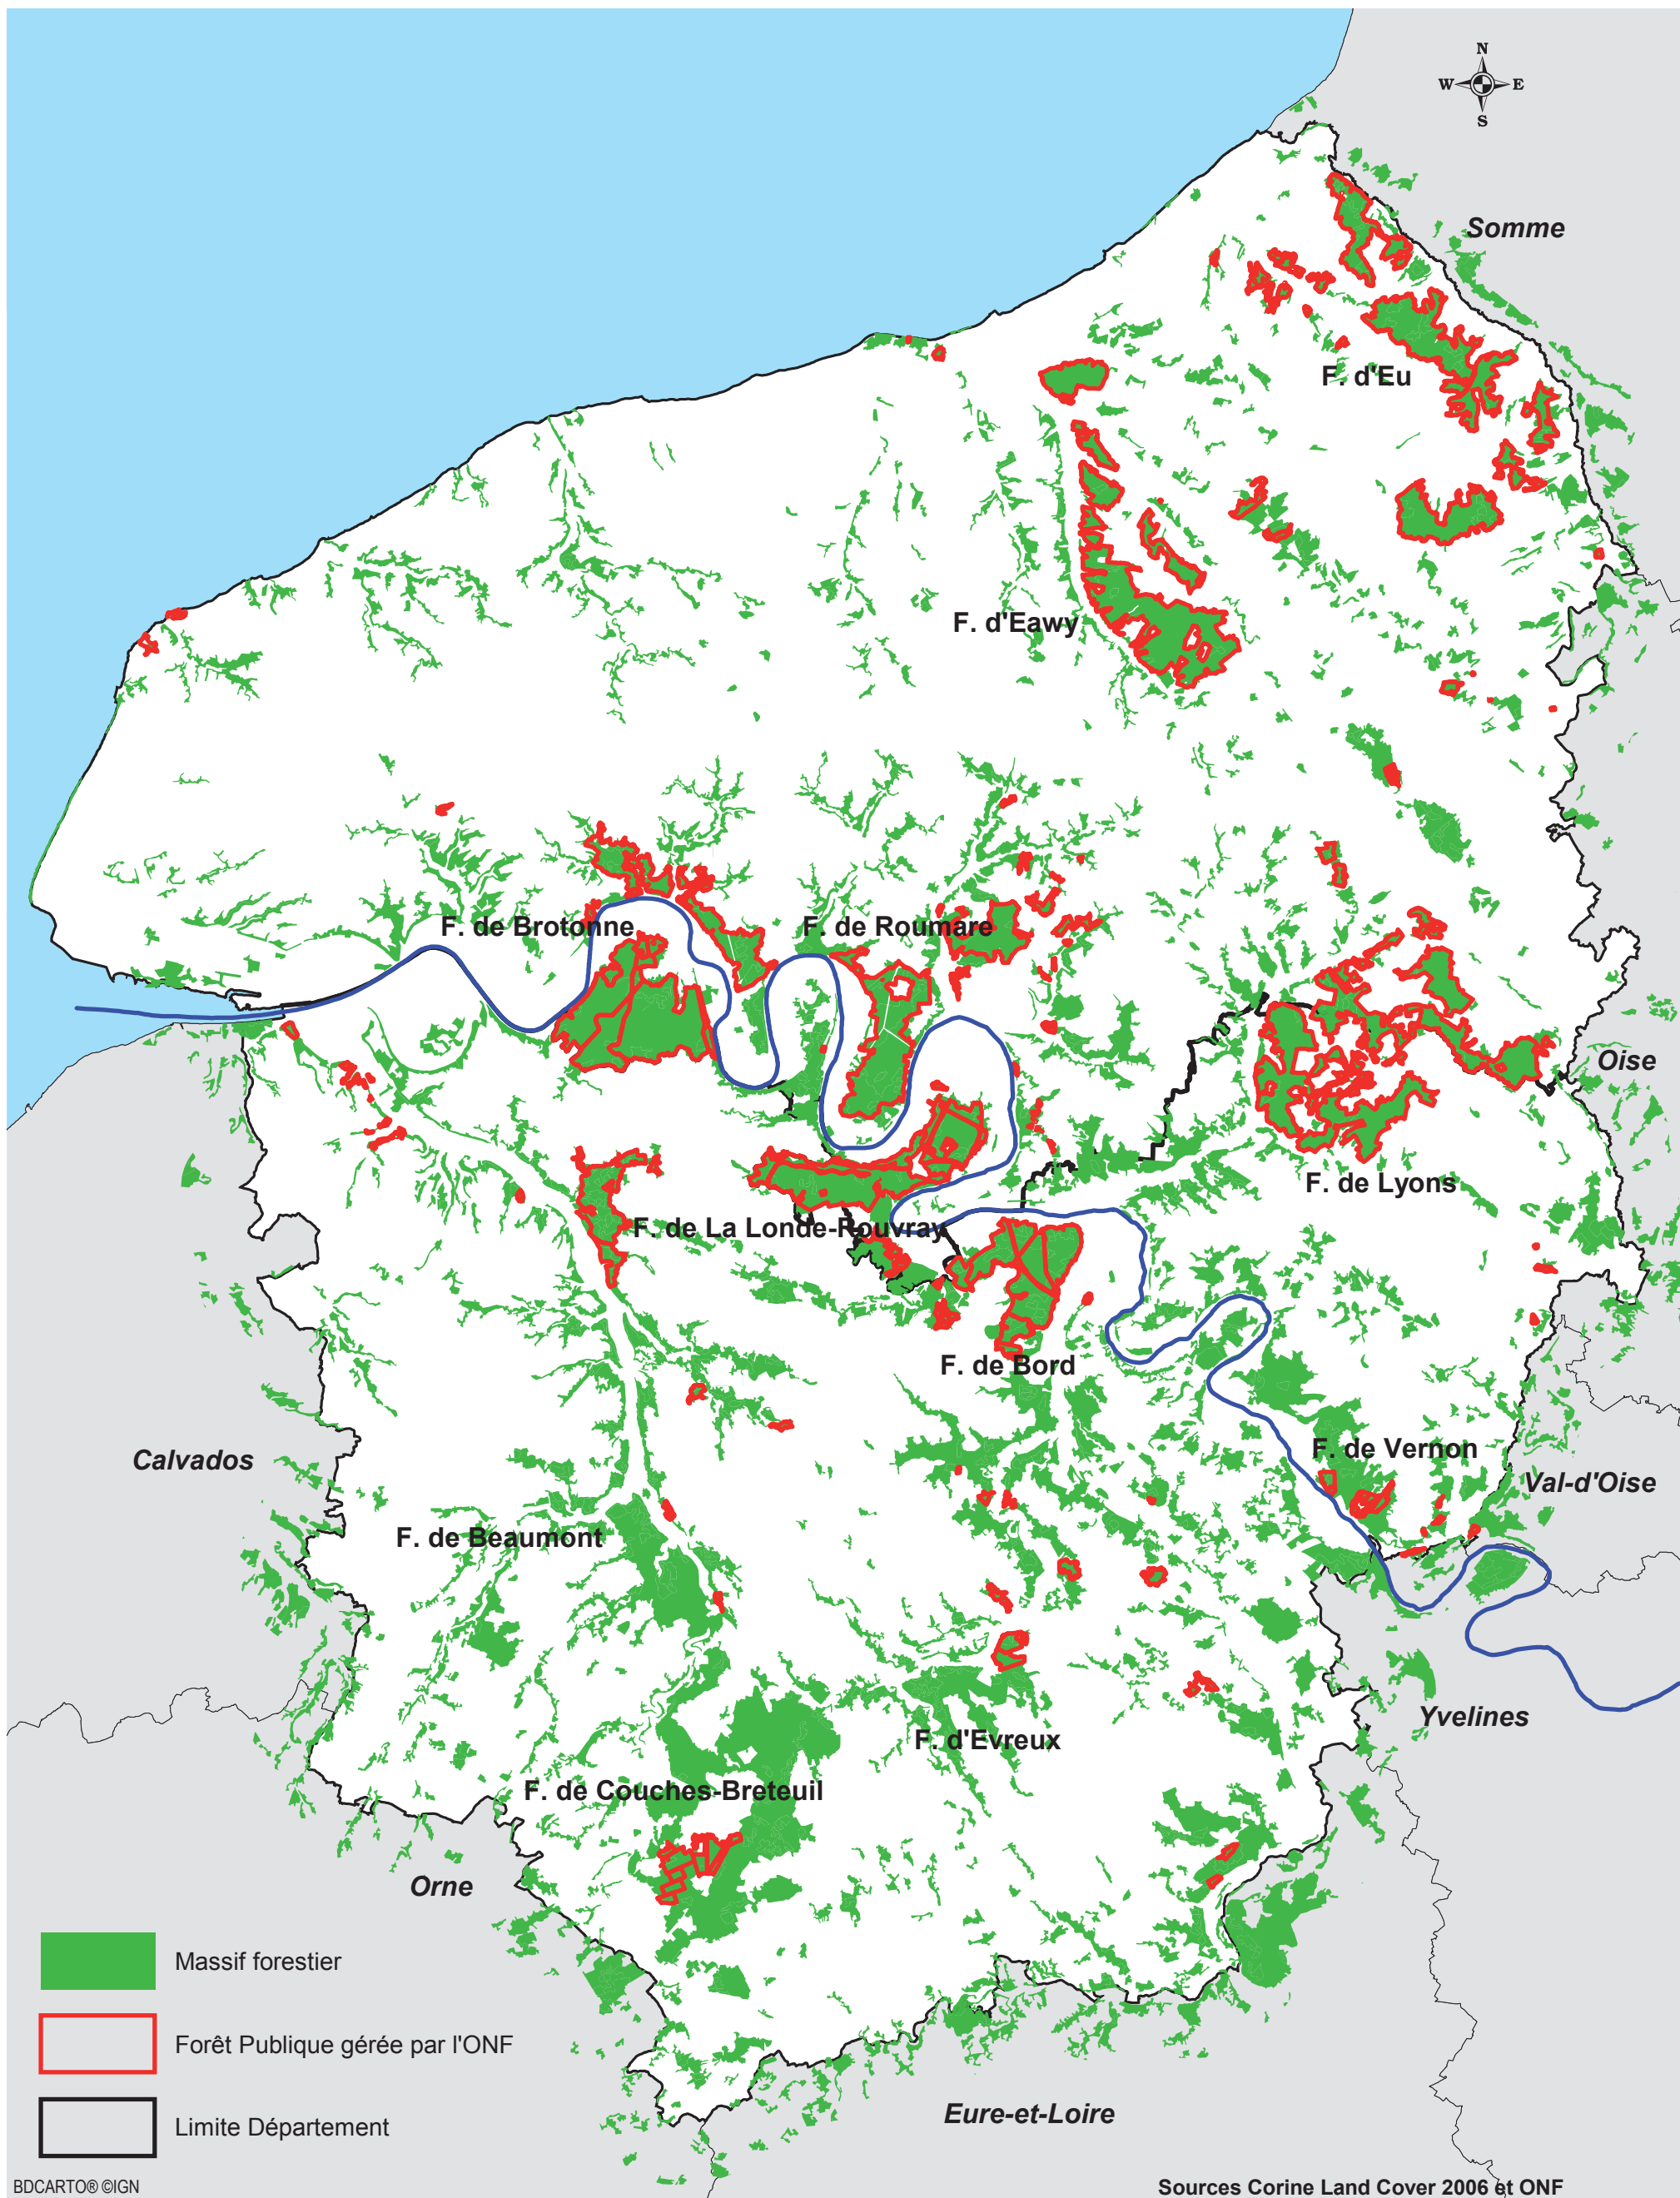 N
W E
S
Somme
F. d'Eu
F. d'Eawy
F. de Brotonne
F. de Roumare
Oise
F. de Lyons
F. de La Londe-Rouvray
F. de Bord
F. de Vernon
Calvados
Val-d'Oise
F. de Beaumont
Yvelines
F. d'Evreux
F. de Couches-Breteuil
Orne
Massif forestier
Forêt Publique gérée par l'ONF
Eure-et-Loire
Limite Département
BDCARTO® ©IGN
Sources Corine Land Cover 2006 et ONF